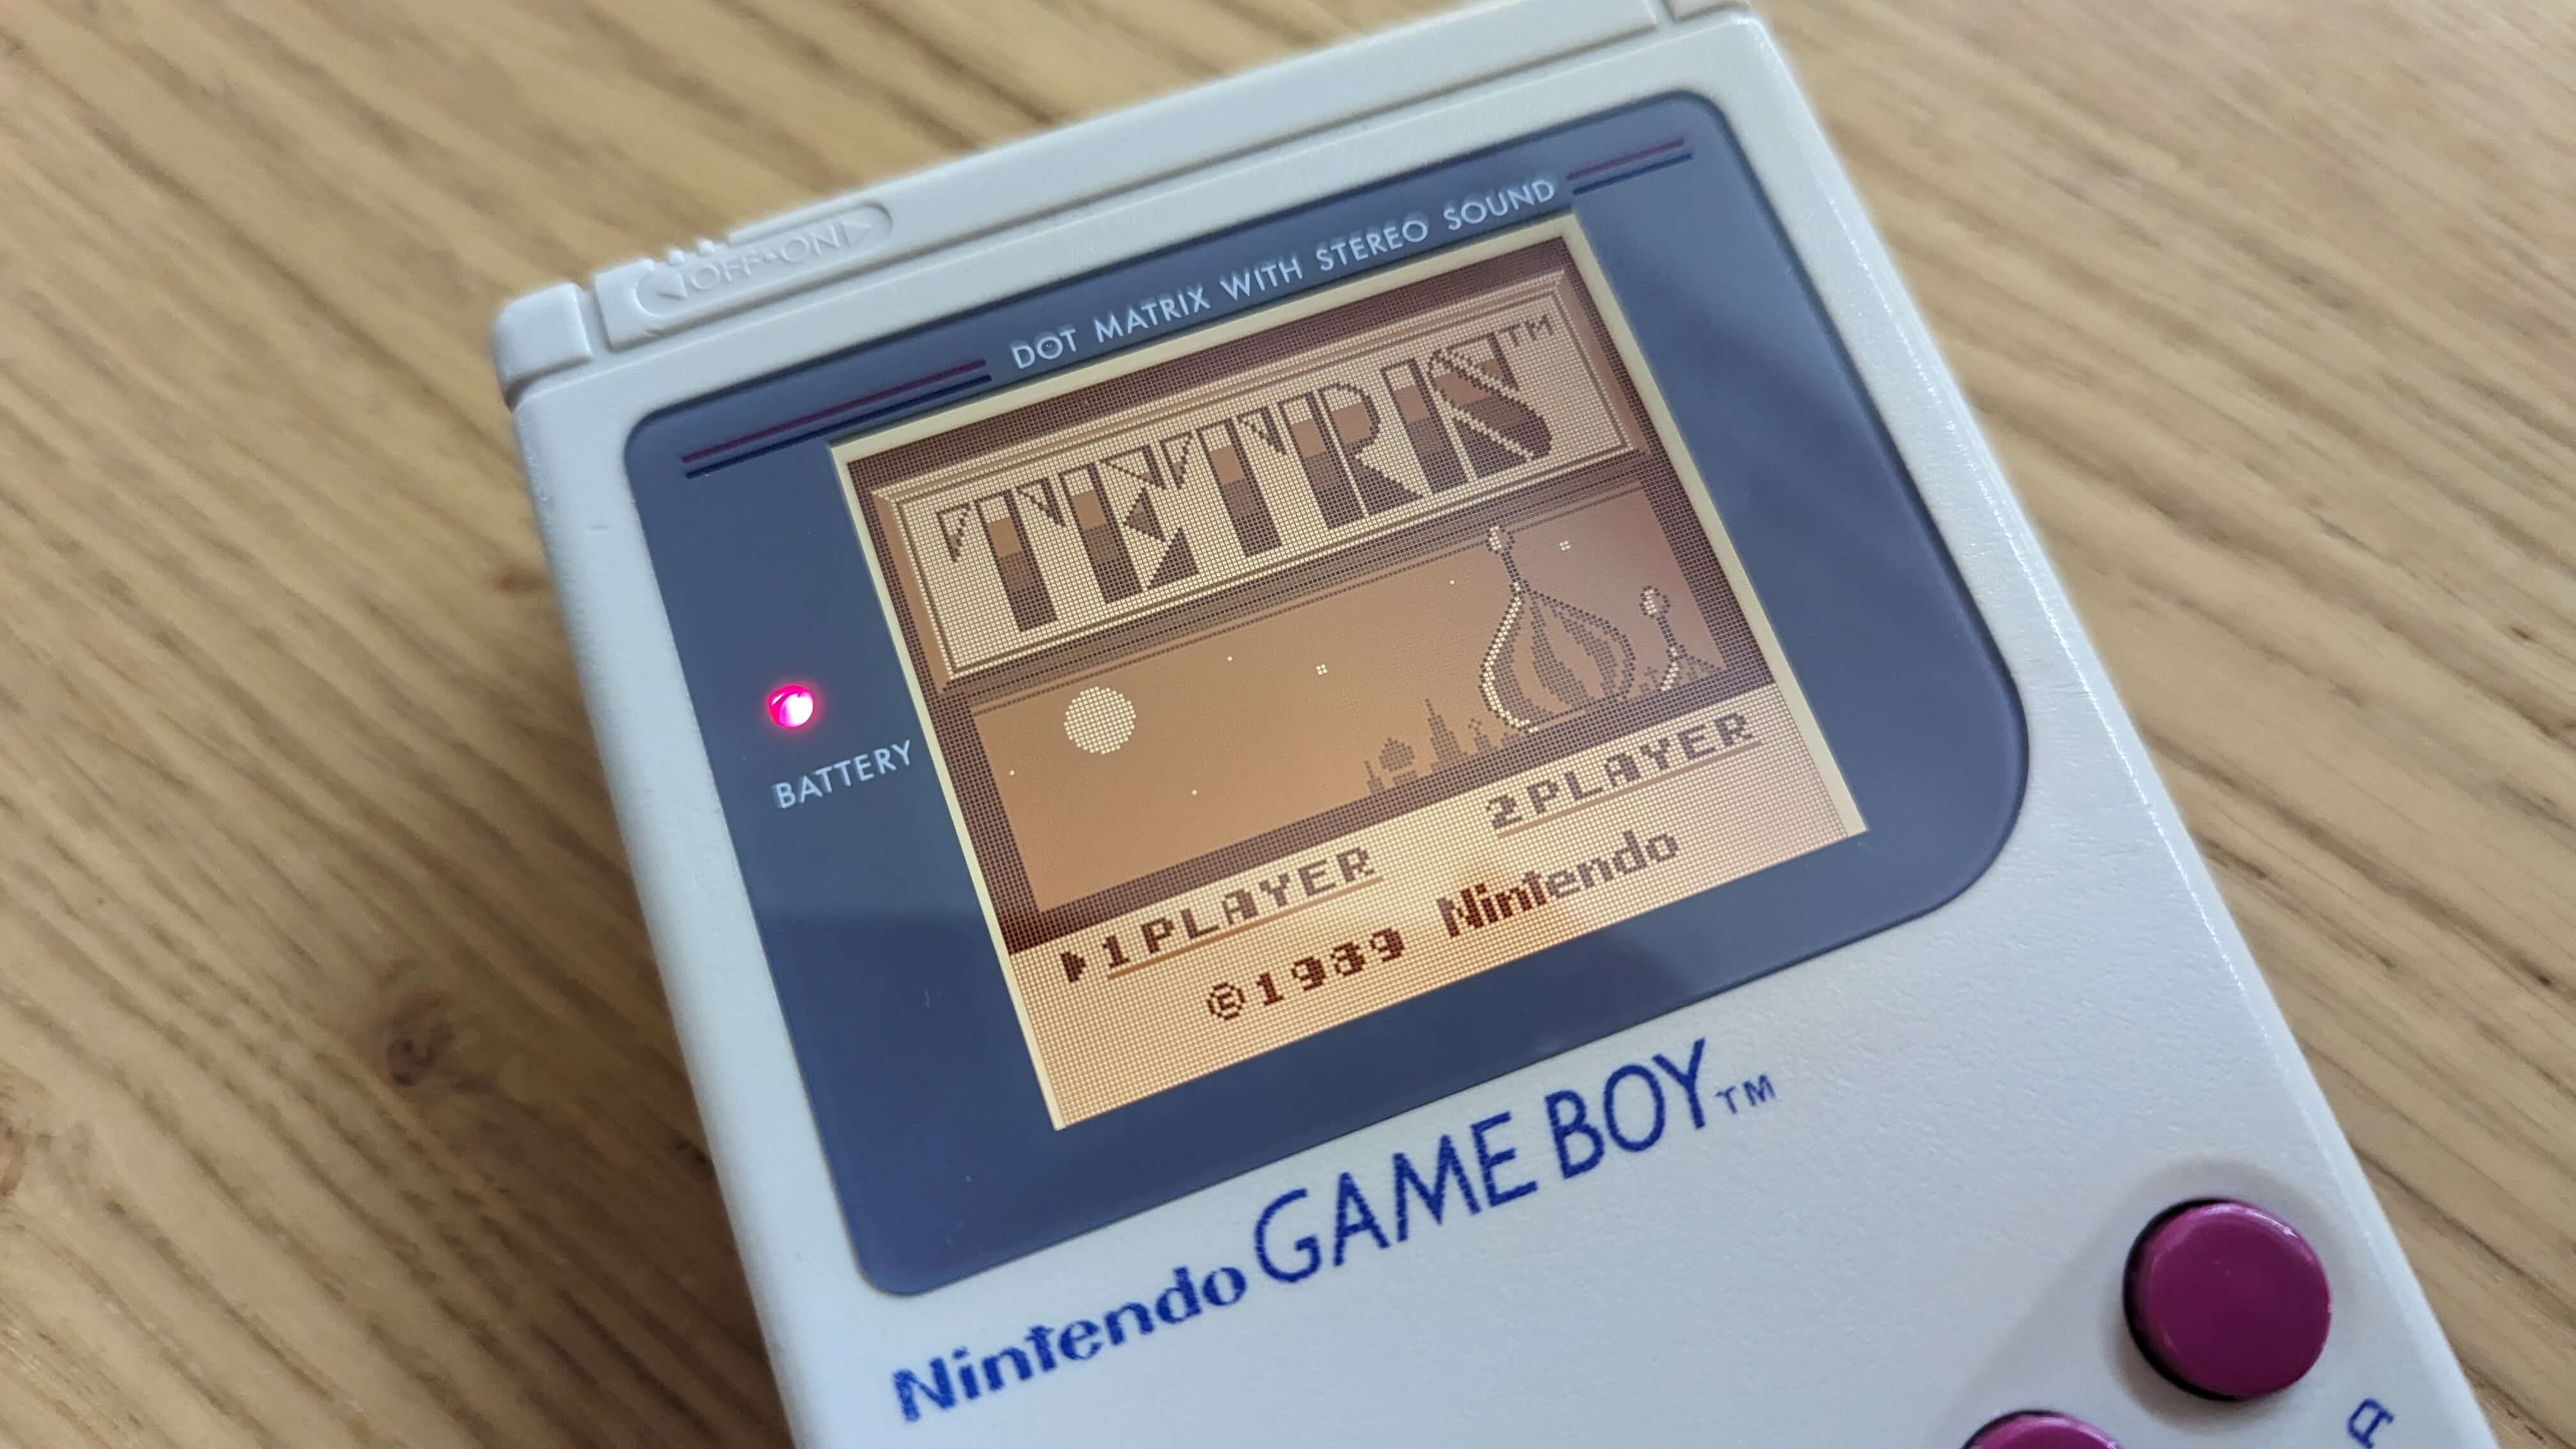 OFF•ON
DOT MATRIX WITH STEREO SOUND
TETRIS™
BATTERY
1PLAYER 2PLAYER
©1989 Nintendo
Nintendo GAME BOY™
A